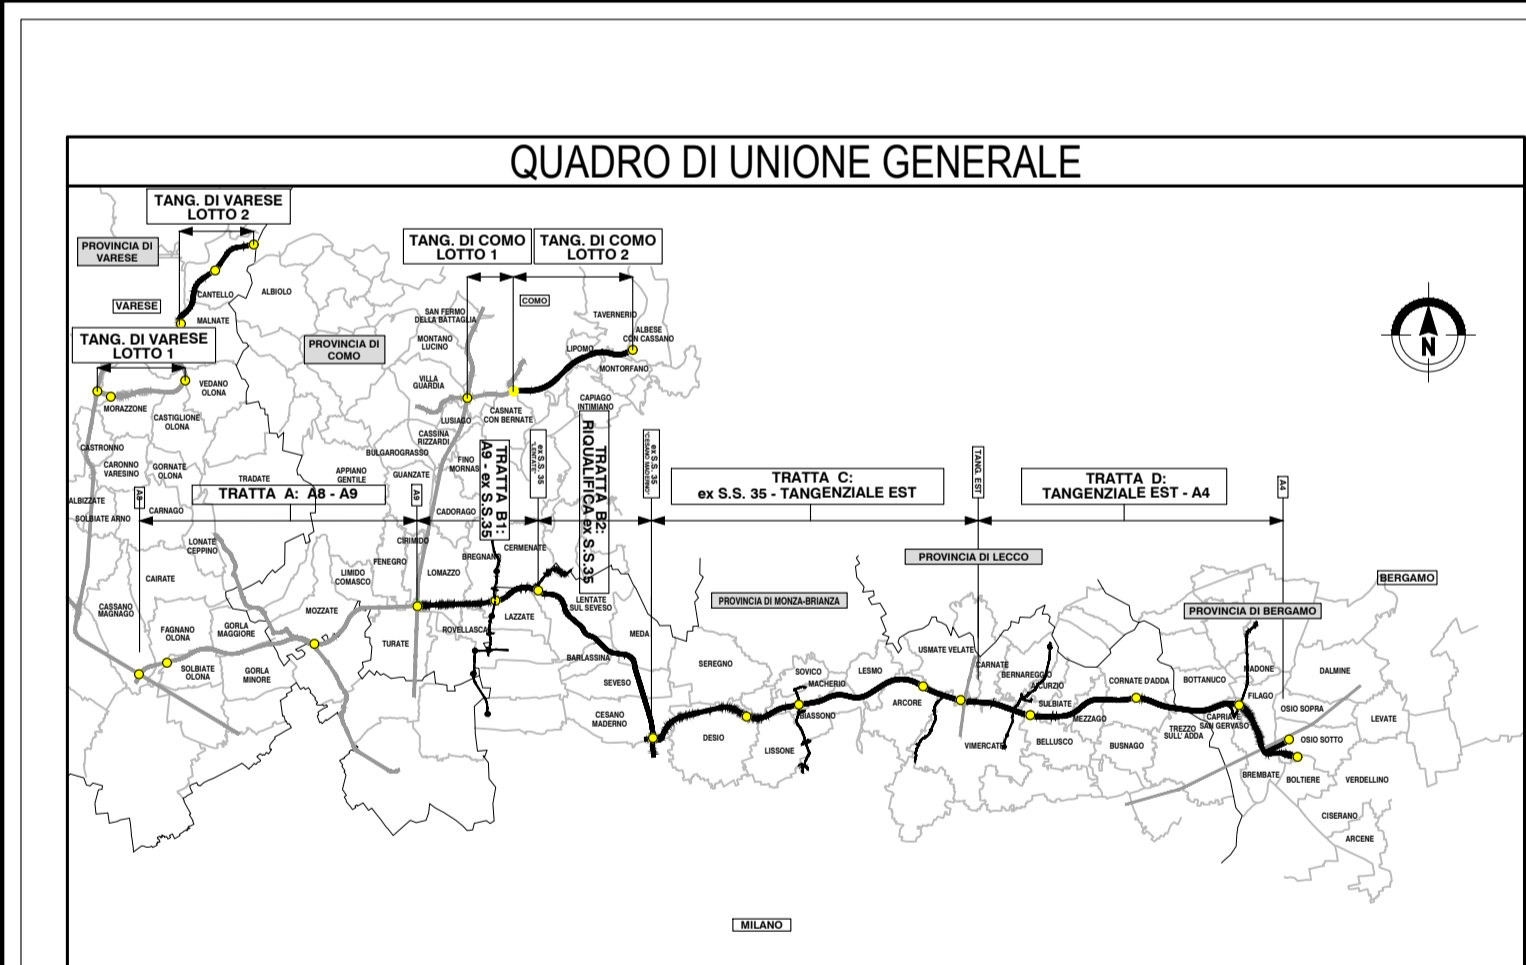 QUADRO DI UNIONE GENERALE
TANG. DI VARESE
LOTTO 2
PROVINCIA DI
VARESE
TANG. DI COMO
LOTTO 1
TANG. DI COMO
LOTTO 2
CANTELLO
ALBIOLO
VARESE
MALNATE
COMO
SAN FERMO
DELLA BATTAGLIA
TAVERNERIO
ALBESE
CON CASSANO
TANG. DI VARESE
LOTTO 1
PROVINCIA DI
COMO
MONTANO
LUCINO
LIPOMO
MONTORFANO
N
VEDANO
OLONA
VILLA
GUARDIA
MORAZZONE
CASTIGLIONE
OLONA
LUSIAGO
CASNATE
CON BERNATE
CAPIAGO
INTIMIANO
CASSINA
RIZZARDI
CASTRONNO
BULGAROGRASSO
CARONNO
VARESINO
GORNATE
OLONA
TRADATE
APPIANO
GENTILE
GUANZATE
FINO
MORNAS
TRATTA B1:
A9 - ex S.S.35
ex S.S. 35
"LENTATE"
TRATTA B2:
RIQUALIFICA ex S.S.35
ex S.S. 35
"CESANO MADERNO"
TRATTA C:
ex S.S. 35 - TANGENZIALE EST
TANG. EST
TRATTA D:
TANGENZIALE EST - A4
A4
ALBIZZATE
A8
TRATTA A: A8 - A9
A9
SOLBIATE ARNO
CARNAGO
CADORAGO
LONATE
CEPPINO
CIRIMIDO
FENEGRO
BREGNANO
CERMENATE
PROVINCIA DI LECCO
CAIRATE
LIMIDO
COMASCO
LOMAZZO
BERGAMO
CASSANO
MAGNAGO
MOZZATE
LAZZATE
LENTATE
SUL SEVESO
PROVINCIA DI MONZA-BRIANZA
PROVINCIA DI BERGAMO
FAGNANO
OLONA
GORLA
MAGGIORE
TURATE
ROVELLASCA
MEDA
BARLASSINA
SEREGNO
SOVICO
LESMO
USMATE VELATE
CARNATE
SOLBIATE
OLONA
GORLA
MINORE
SEVESO
MACHERIO
BERNAREGGIO
CORNATE D'ADDA
BOTTANUCO
MADONE
DALMINE
CESANO
MADERNO
BIASSONO
ARCORE
SULBIATE
MEZZAGO
FILAGO
CAPRIATE
SAN GERVASO
OSIO SOPRA
LEVATE
DESIO
LISSONE
VIMERCATE
BELLUSCO
BUSNAGO
TREZZO
SULL' ADDA
OSIO SOTTO
BREMBATE
BOLTIERE
VERDELLINO
CISERANO
ARCENE
MILANO